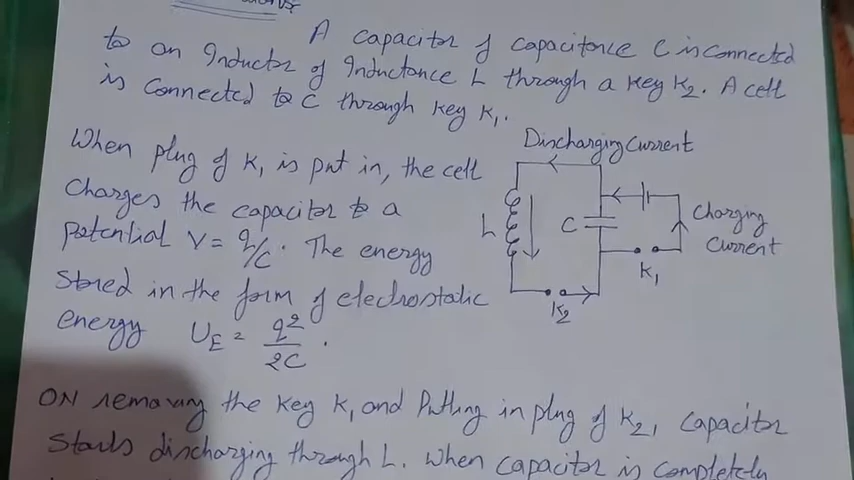 A capacitor of capacitance C is connected
to an Inductor of Inductance L through a key K2. A cell
is connected to C through key K1.
When plug of K1 is put in, the cell
charges the capacitor to a
potential V = q/C. The energy
stored in the form of electrostatic
energy UE = q²/2C.
Discharging Current
L
C
Charging
Current
K1
K2
ON removing the key K1 and Putting in plug of K2, capacitor
starts discharging through L. When capacitor is completely